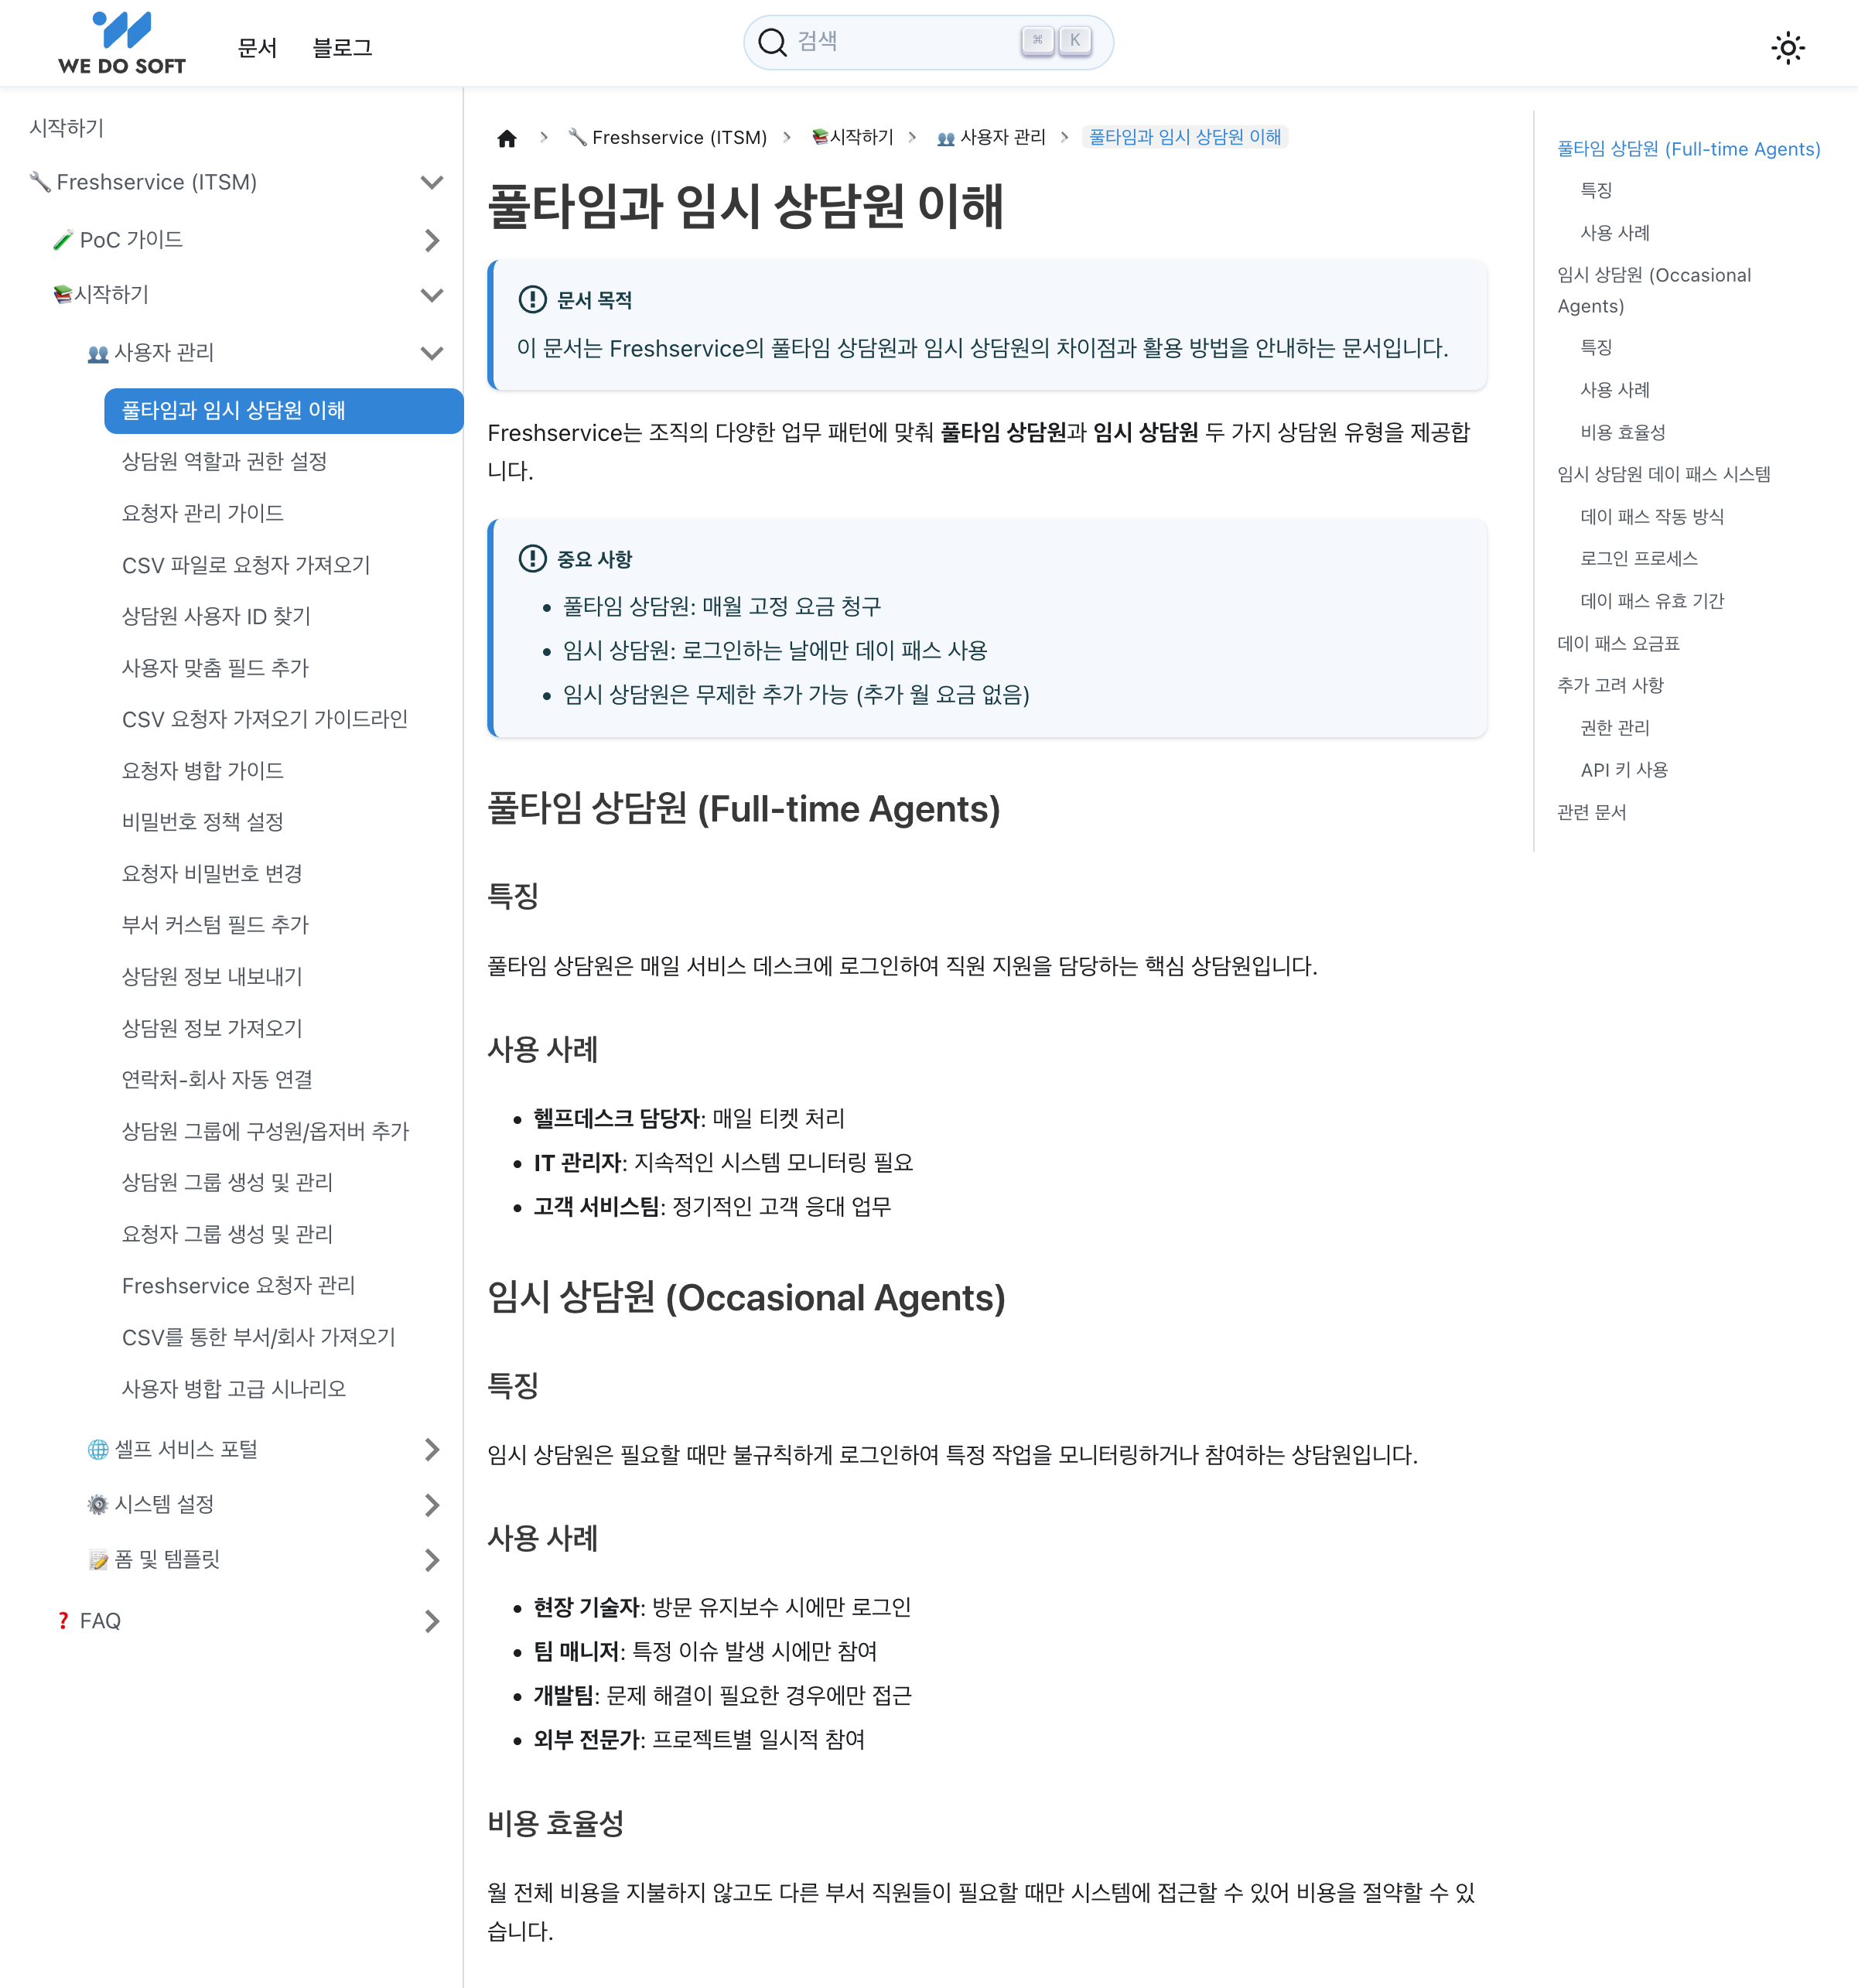 WE DO SOFT
문서
블로그
검색
⌘ K
시작하기
🔧 Freshservice (ITSM)
🧪 PoC 가이드
📚시작하기
👥 사용자 관리
풀타임과 임시 상담원 이해
상담원 역할과 권한 설정
요청자 관리 가이드
CSV 파일로 요청자 가져오기
상담원 사용자 ID 찾기
사용자 맞춤 필드 추가
CSV 요청자 가져오기 가이드라인
요청자 병합 가이드
비밀번호 정책 설정
요청자 비밀번호 변경
부서 커스텀 필드 추가
상담원 정보 내보내기
상담원 정보 가져오기
연락처-회사 자동 연결
상담원 그룹에 구성원/옵저버 추가
상담원 그룹 생성 및 관리
요청자 그룹 생성 및 관리
Freshservice 요청자 관리
CSV를 통한 부서/회사 가져오기
사용자 병합 고급 시나리오
🌐 셀프 서비스 포털
⚙️ 시스템 설정
📝 폼 및 템플릿
❓ FAQ
🔧 Freshservice (ITSM) > 📚시작하기 > 👥 사용자 관리 > 풀타임과 임시 상담원 이해
풀타임과 임시 상담원 이해
문서 목적
이 문서는 Freshservice의 풀타임 상담원과 임시 상담원의 차이점과 활용 방법을 안내하는 문서입니다.
Freshservice는 조직의 다양한 업무 패턴에 맞춰 풀타임 상담원과 임시 상담원 두 가지 상담원 유형을 제공합
니다.
중요 사항
• 풀타임 상담원: 매월 고정 요금 청구
• 임시 상담원: 로그인하는 날에만 데이 패스 사용
• 임시 상담원은 무제한 추가 가능 (추가 월 요금 없음)
풀타임 상담원 (Full-time Agents)
특징
풀타임 상담원은 매일 서비스 데스크에 로그인하여 직원 지원을 담당하는 핵심 상담원입니다.
사용 사례
• 헬프데스크 담당자: 매일 티켓 처리
• IT 관리자: 지속적인 시스템 모니터링 필요
• 고객 서비스팀: 정기적인 고객 응대 업무
임시 상담원 (Occasional Agents)
특징
임시 상담원은 필요할 때만 불규칙하게 로그인하여 특정 작업을 모니터링하거나 참여하는 상담원입니다.
사용 사례
• 현장 기술자: 방문 유지보수 시에만 로그인
• 팀 매니저: 특정 이슈 발생 시에만 참여
• 개발팀: 문제 해결이 필요한 경우에만 접근
• 외부 전문가: 프로젝트별 일시적 참여
비용 효율성
월 전체 비용을 지불하지 않고도 다른 부서 직원들이 필요할 때만 시스템에 접근할 수 있어 비용을 절약할 수 있
습니다.
풀타임 상담원 (Full-time Agents)
특징
사용 사례
임시 상담원 (Occasional
Agents)
특징
사용 사례
비용 효율성
임시 상담원 데이 패스 시스템
데이 패스 작동 방식
로그인 프로세스
데이 패스 유효 기간
데이 패스 요금표
추가 고려 사항
권한 관리
API 키 사용
관련 문서